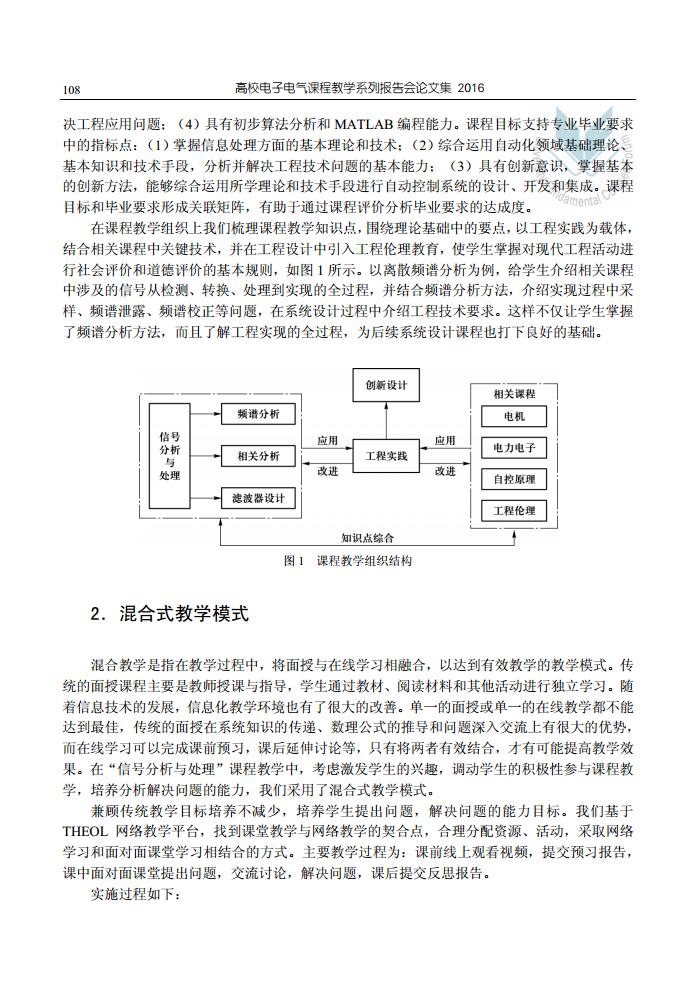 108
高校电子电气课程教学系列报告会论文集 2016
决工程应用问题；（4）具有初步算法分析和 MATLAB 编程能力。课程目标支持专业毕业要求
中的指标点：（1）掌握信息处理方面的基本理论和技术；（2）综合运用自动化领域基础理论、
基本知识和技术手段，分析并解决工程技术问题的基本能力；（3）具有创新意识，掌握基本
的创新方法，能够综合运用所学理论和技术手段进行自动控制系统的设计、开发和集成。课程
目标和毕业要求形成关联矩阵，有助于通过课程评价分析毕业要求的达成度。
在课程教学组织上我们梳理课程教学知识点，围绕理论基础中的要点，以工程实践为载体，
结合相关课程中关键技术，并在工程设计中引入工程伦理教育，使学生掌握对现代工程活动进
行社会评价和道德评价的基本规则，如图 1 所示。以离散频谱分析为例，给学生介绍相关课程
中涉及的信号从检测、转换、处理到实现的全过程，并结合频谱分析方法，介绍实现过程中采
样、频谱泄露、频谱校正等问题，在系统设计过程中介绍工程技术要求。这样不仅让学生掌握
了频谱分析方法，而且了解工程实现的全过程，为后续系统设计课程也打下良好的基础。
信号
分析
与
处理
频谱分析
相关分析
滤波器设计
应用
改进
创新设计
工程实践
应用
改进
相关课程
电机
电力电子
自控原理
工程伦理
知识点综合
图 1 课程教学组织结构
2．混合式教学模式
混合教学是指在教学过程中，将面授与在线学习相融合，以达到有效教学的教学模式。传
统的面授课程主要是教师授课与指导，学生通过教材、阅读材料和其他活动进行独立学习。随
着信息技术的发展，信息化教学环境也有了很大的改善。单一的面授或单一的在线教学都不能
达到最佳，传统的面授在系统知识的传递、数理公式的推导和问题深入交流上有很大的优势，
而在线学习可以完成课前预习，课后延伸讨论等，只有将两者有效结合，才有可能提高教学效
果。在“信号分析与处理”课程教学中，考虑激发学生的兴趣，调动学生的积极性参与课程教
学，培养分析解决问题的能力，我们采用了混合式教学模式。
兼顾传统教学目标培养不减少，培养学生提出问题，解决问题的能力目标。我们基于
THEOL 网络教学平台，找到课堂教学与网络教学的契合点，合理分配资源、活动，采取网络
学习和面对面课堂学习相结合的方式。主要教学过程为：课前线上观看视频，提交预习报告，
课中面对面课堂提出问题，交流讨论，解决问题，课后提交反思报告。
实施过程如下：